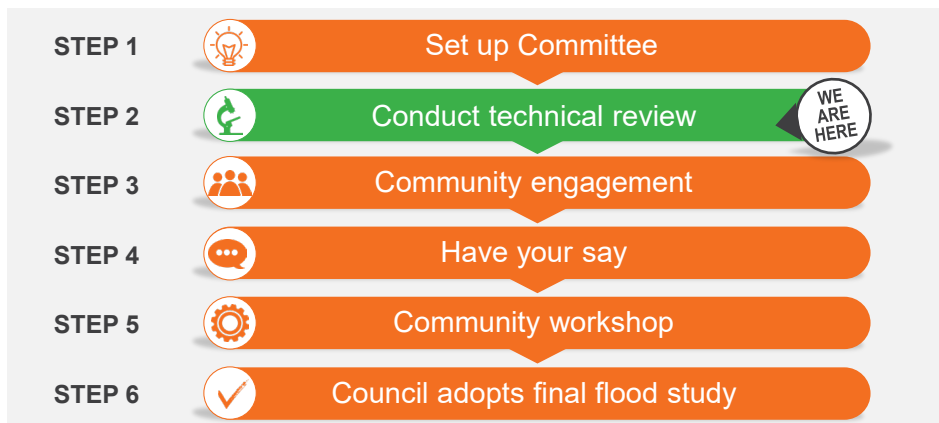 STEP 1
Set up Committee
STEP 2
Conduct technical review
WE
ARE
HERE
STEP 3
Community engagement
STEP 4
Have your say
STEP 5
Community workshop
STEP 6
Council adopts final flood study